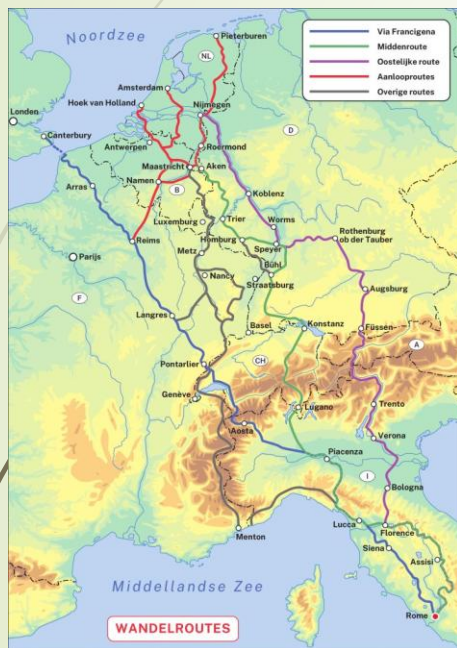 Noordzee
Via Francigena
Middenroute
Oostelijke route
Aanlooproutes
Overige routes
Pieterburen
NL
Amsterdam
Hoek van Holland
Nijmegen
Londen
Canterbury
Antwerpen
Roermond
D
Maastricht
Aken
Arras
Namen
B
Koblenz
Luxemburg
Trier
Worms
Rothenburg
ob der Tauber
Reims
Homburg
Speyer
Metz
Bühl
Parijs
Nancy
Straatsburg
Augsburg
F
Langres
Basel
Konstanz
Füssen
A
Pontarlier
CH
Genève
Lugano
Trento
Aosta
Verona
Piacenza
I
Bologna
Menton
Lucca
Florence
Siena
Assisi
Middellandse Zee
Rome
WANDELROUTES